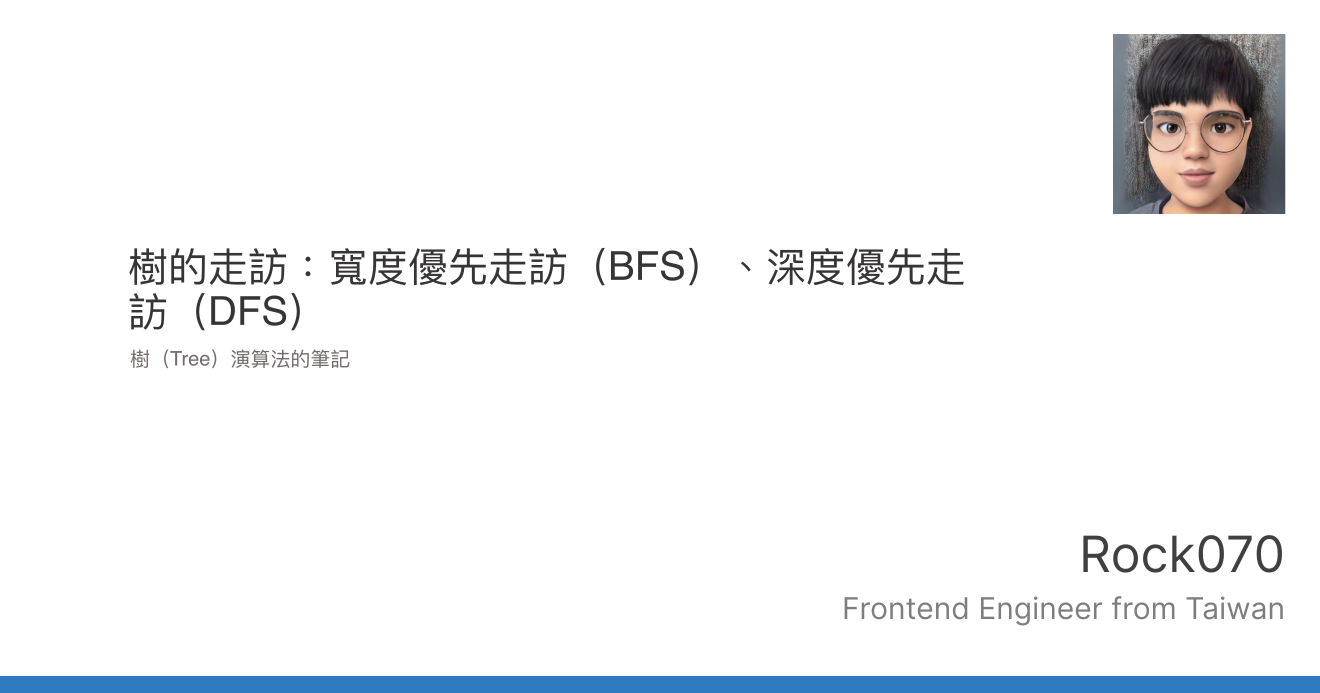 樹的走訪：寬度優先走訪（BFS）、深度優先走
訪（DFS）
樹（Tree）演算法的筆記
Rock070
Frontend Engineer from Taiwan